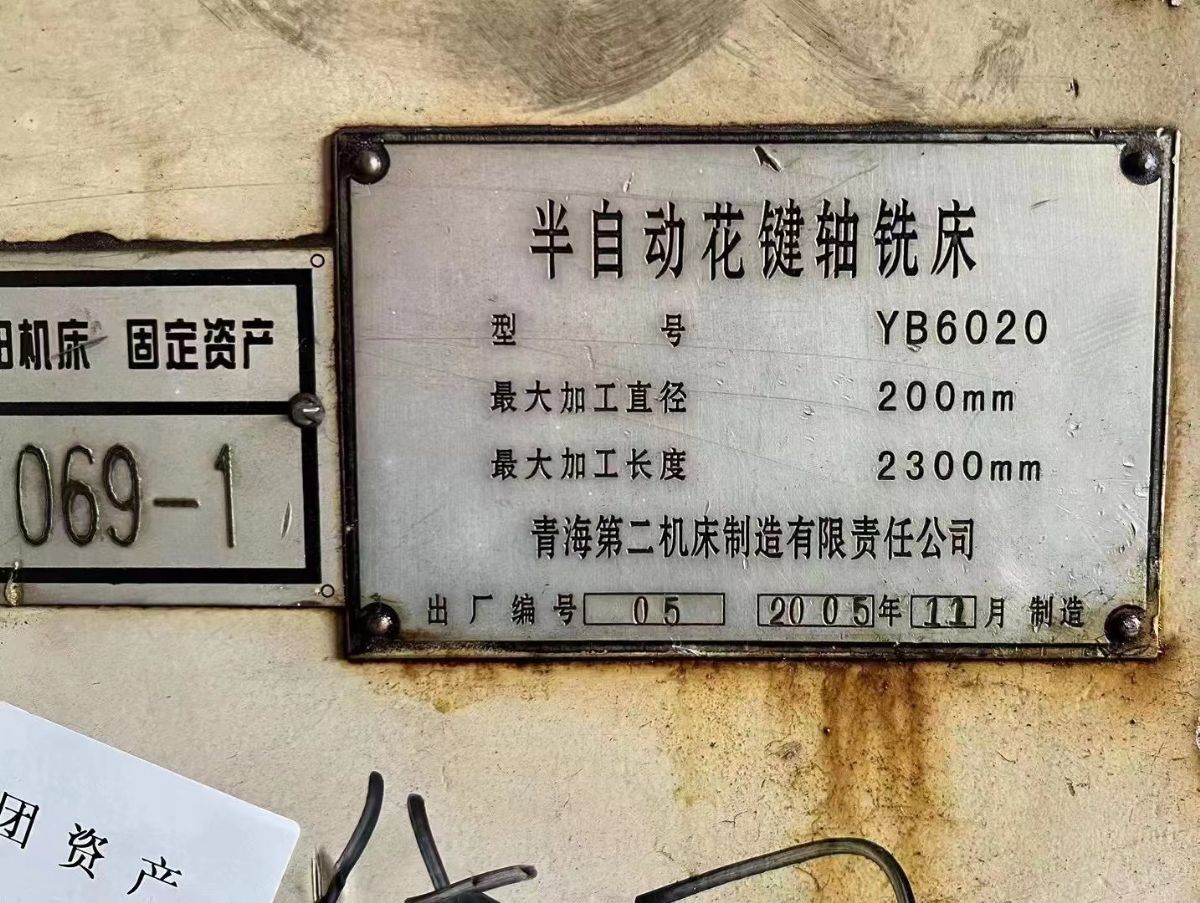 半自动花键轴铣床
型号 YB6020
最大加工直径 200mm
最大加工长度 2300mm
青海第二机床制造有限责任公司
出厂编号 05 2005年11月 制造
机床 固定资产
069-1
团资产